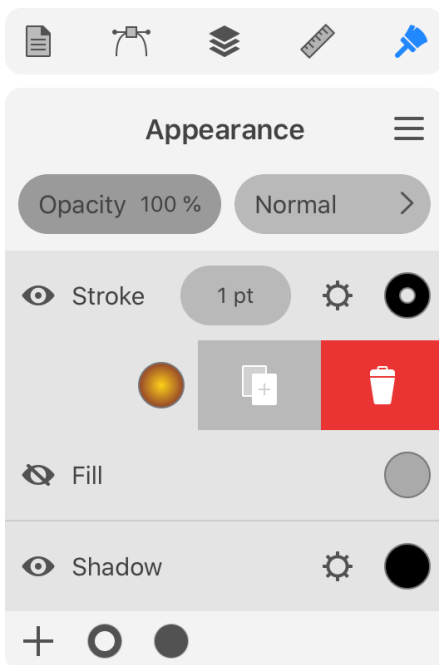 Appearance
Opacity 100 % Normal
Stroke 1 pt
Fill
Shadow